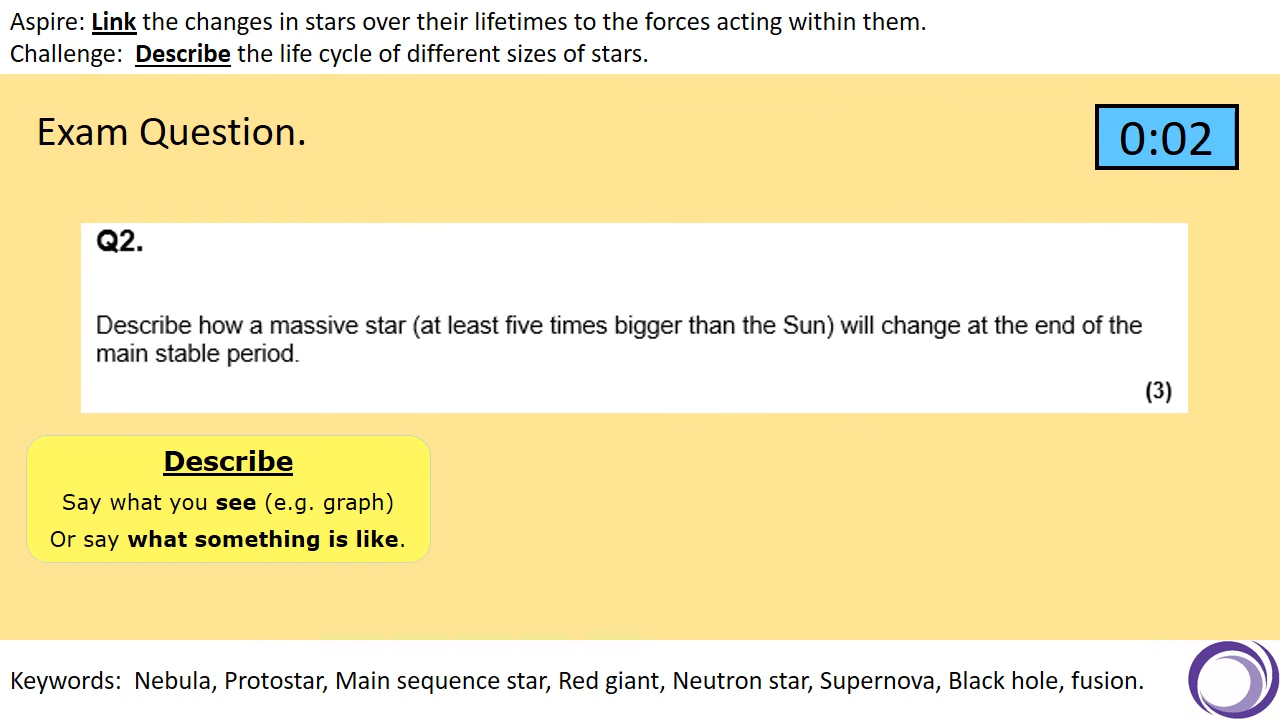 Aspire: Link the changes in stars over their lifetimes to the forces acting within them.
Challenge: Describe the life cycle of different sizes of stars.
Exam Question.
0:02
Q2.
Describe how a massive star (at least five times bigger than the Sun) will change at the end of the
main stable period.
(3)
Describe
Say what you see (e.g. graph)
Or say what something is like.
Keywords: Nebula, Protostar, Main sequence star, Red giant, Neutron star, Supernova, Black hole, fusion.